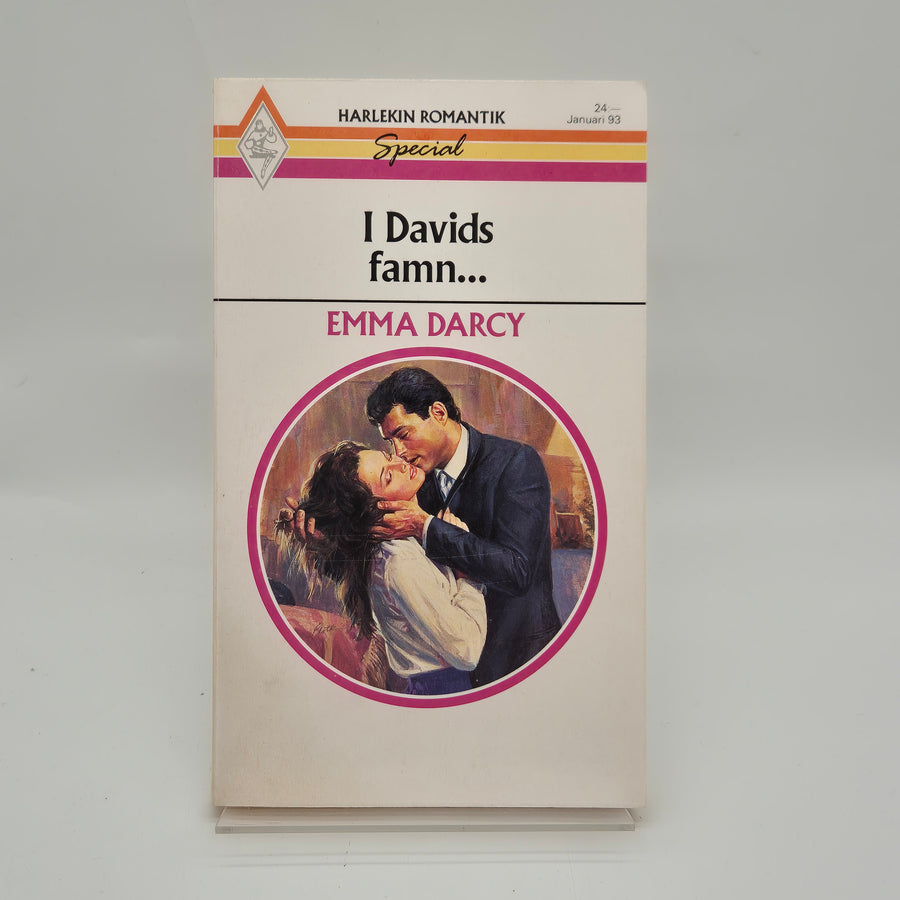 HARLEKIN ROMANTIK
24:—
Januari 93
Special
I Davids
famn...
EMMA DARCY